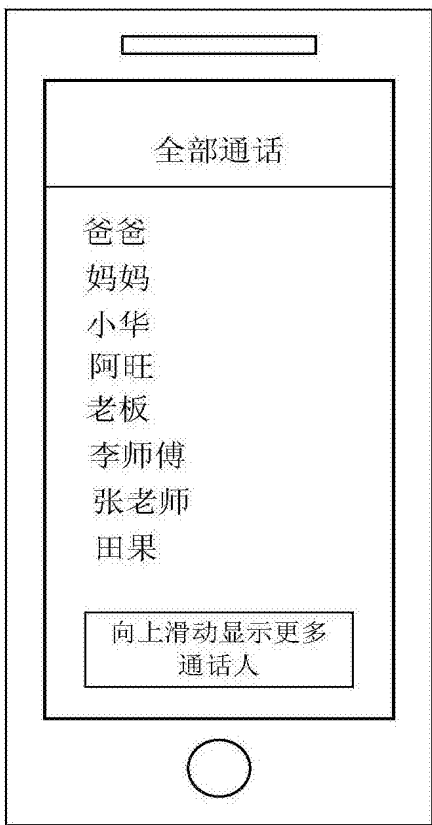 全部通话
爸爸
妈妈
小华
阿旺
老板
李师傅
张老师
田果
向上滑动显示更多
通话人